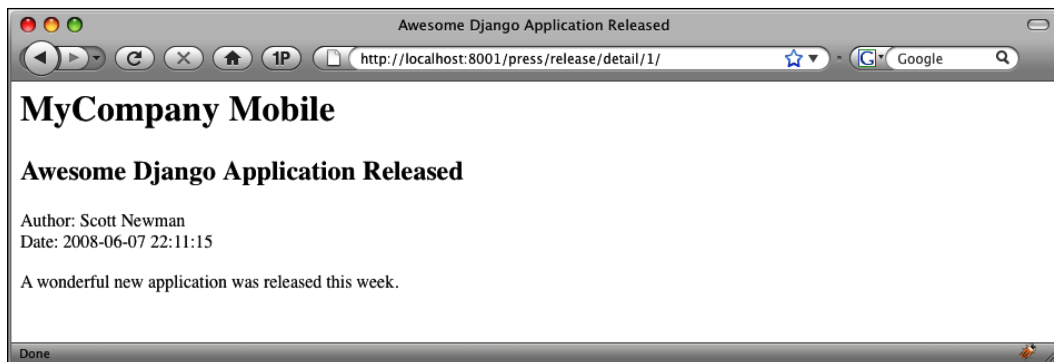 Awesome Django Application Released
1P
http://localhost:8001/press/release/detail/1/
G
Google
MyCompany Mobile
Awesome Django Application Released
Author: Scott Newman
Date: 2008-06-07 22:11:15
A wonderful new application was released this week.
Done